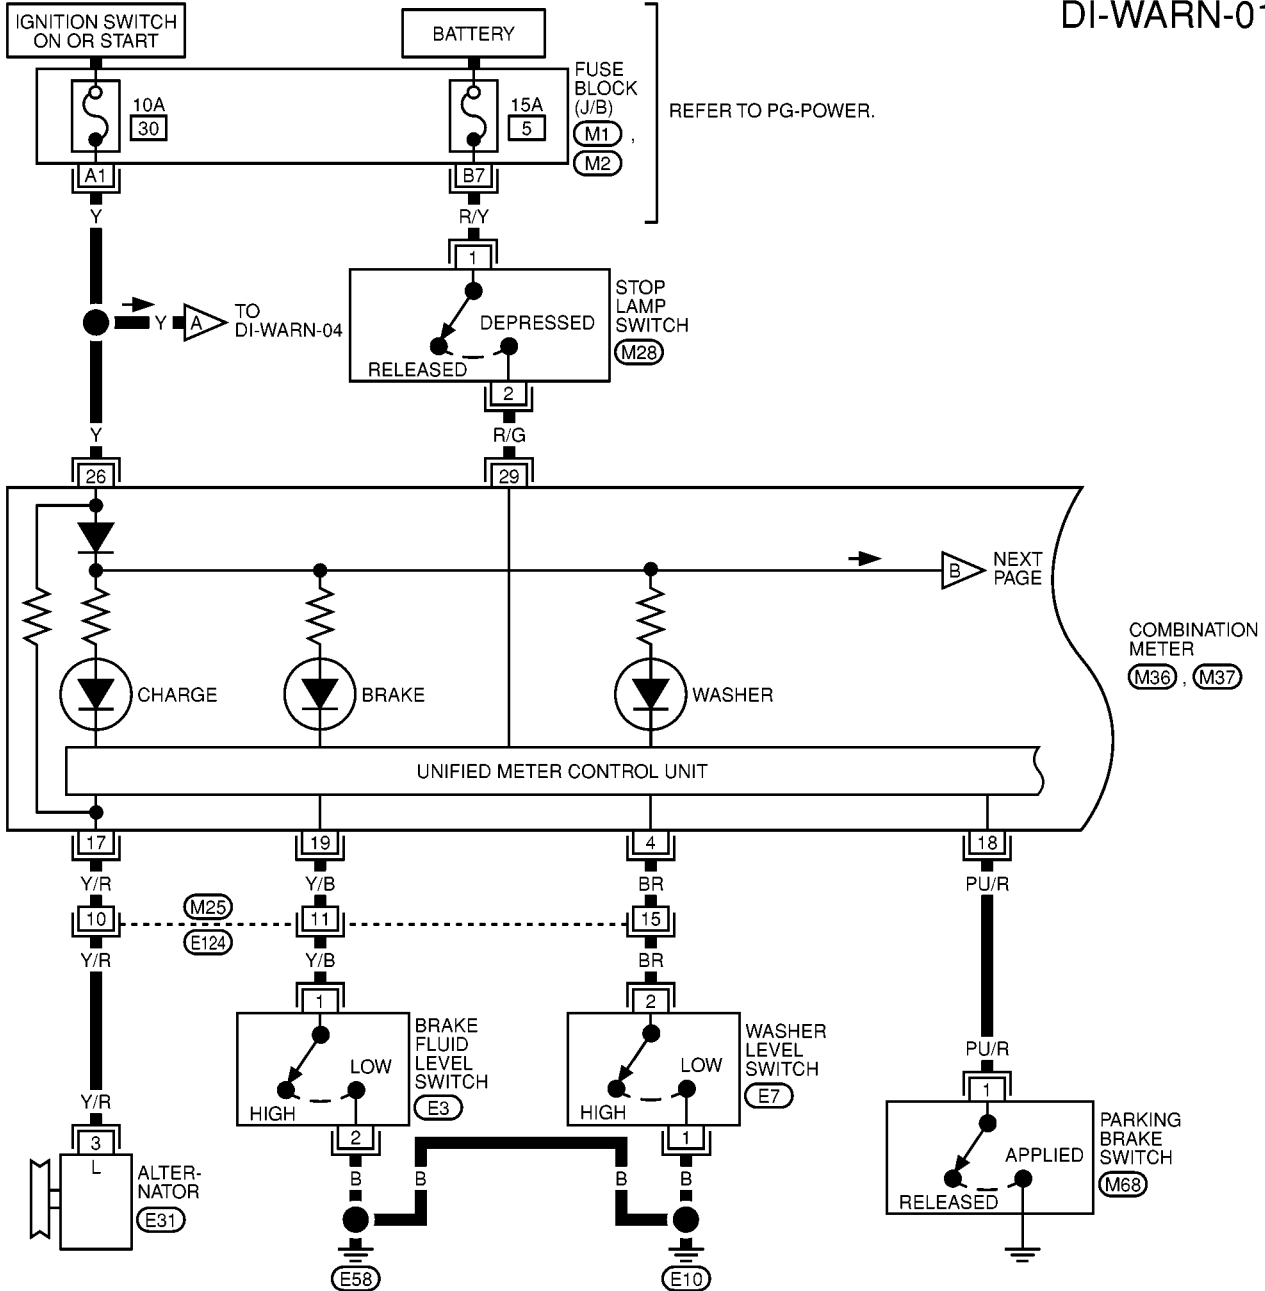 DI-WARN-01
IGNITION SWITCH
ON OR START
BATTERY
10A
30
15A
5
FUSE
BLOCK
(J/B)
M1 ,
M2
REFER TO PG-POWER.
A1
B7
Y
R/Y
1
STOP
LAMP
SWITCH
M28
DEPRESSED
RELEASED
2
Y
A
TO
DI-WARN-04
Y
R/G
26
29
B
NEXT
PAGE
COMBINATION
METER
M36 , M37
CHARGE
BRAKE
WASHER
UNIFIED METER CONTROL UNIT
17
19
4
18
Y/R
Y/B
BR
PU/R
M25
10
11
15
E124
Y/R
Y/B
BR
1
2
BRAKE
FLUID
LEVEL
SWITCH
E3
LOW
HIGH
WASHER
LEVEL
SWITCH
E7
LOW
HIGH
PU/R
1
PARKING
BRAKE
SWITCH
M68
APPLIED
RELEASED
Y/R
3
L
ALTER-
NATOR
E31
2
1
B
B
B
B
E58
E10